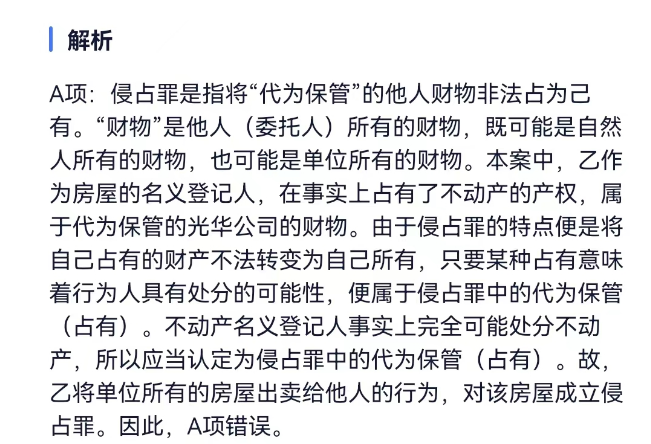 解析
A项：侵占罪是指将“代为保管”的他人财物非法占为己
有。“财物”是他人（委托人）所有的财物，既可能是自然
人所有的财物，也可能是单位所有的财物。本案中，乙作
为房屋的名义登记人，在事实上占有了不动产的产权，属
于代为保管的光华公司的财物。由于侵占罪的特点便是将
自己占有的财产不法转变为自己所有，只要某种占有意味
着行为人具有处分的可能性，便属于侵占罪中的代为保管
（占有）。不动产名义登记人事实上完全可能处分不动
产，所以应当认定为侵占罪中的代为保管（占有）。故，
乙将单位所有的房屋出卖给他人的行为，对该房屋成立侵
占罪。因此，A项错误。